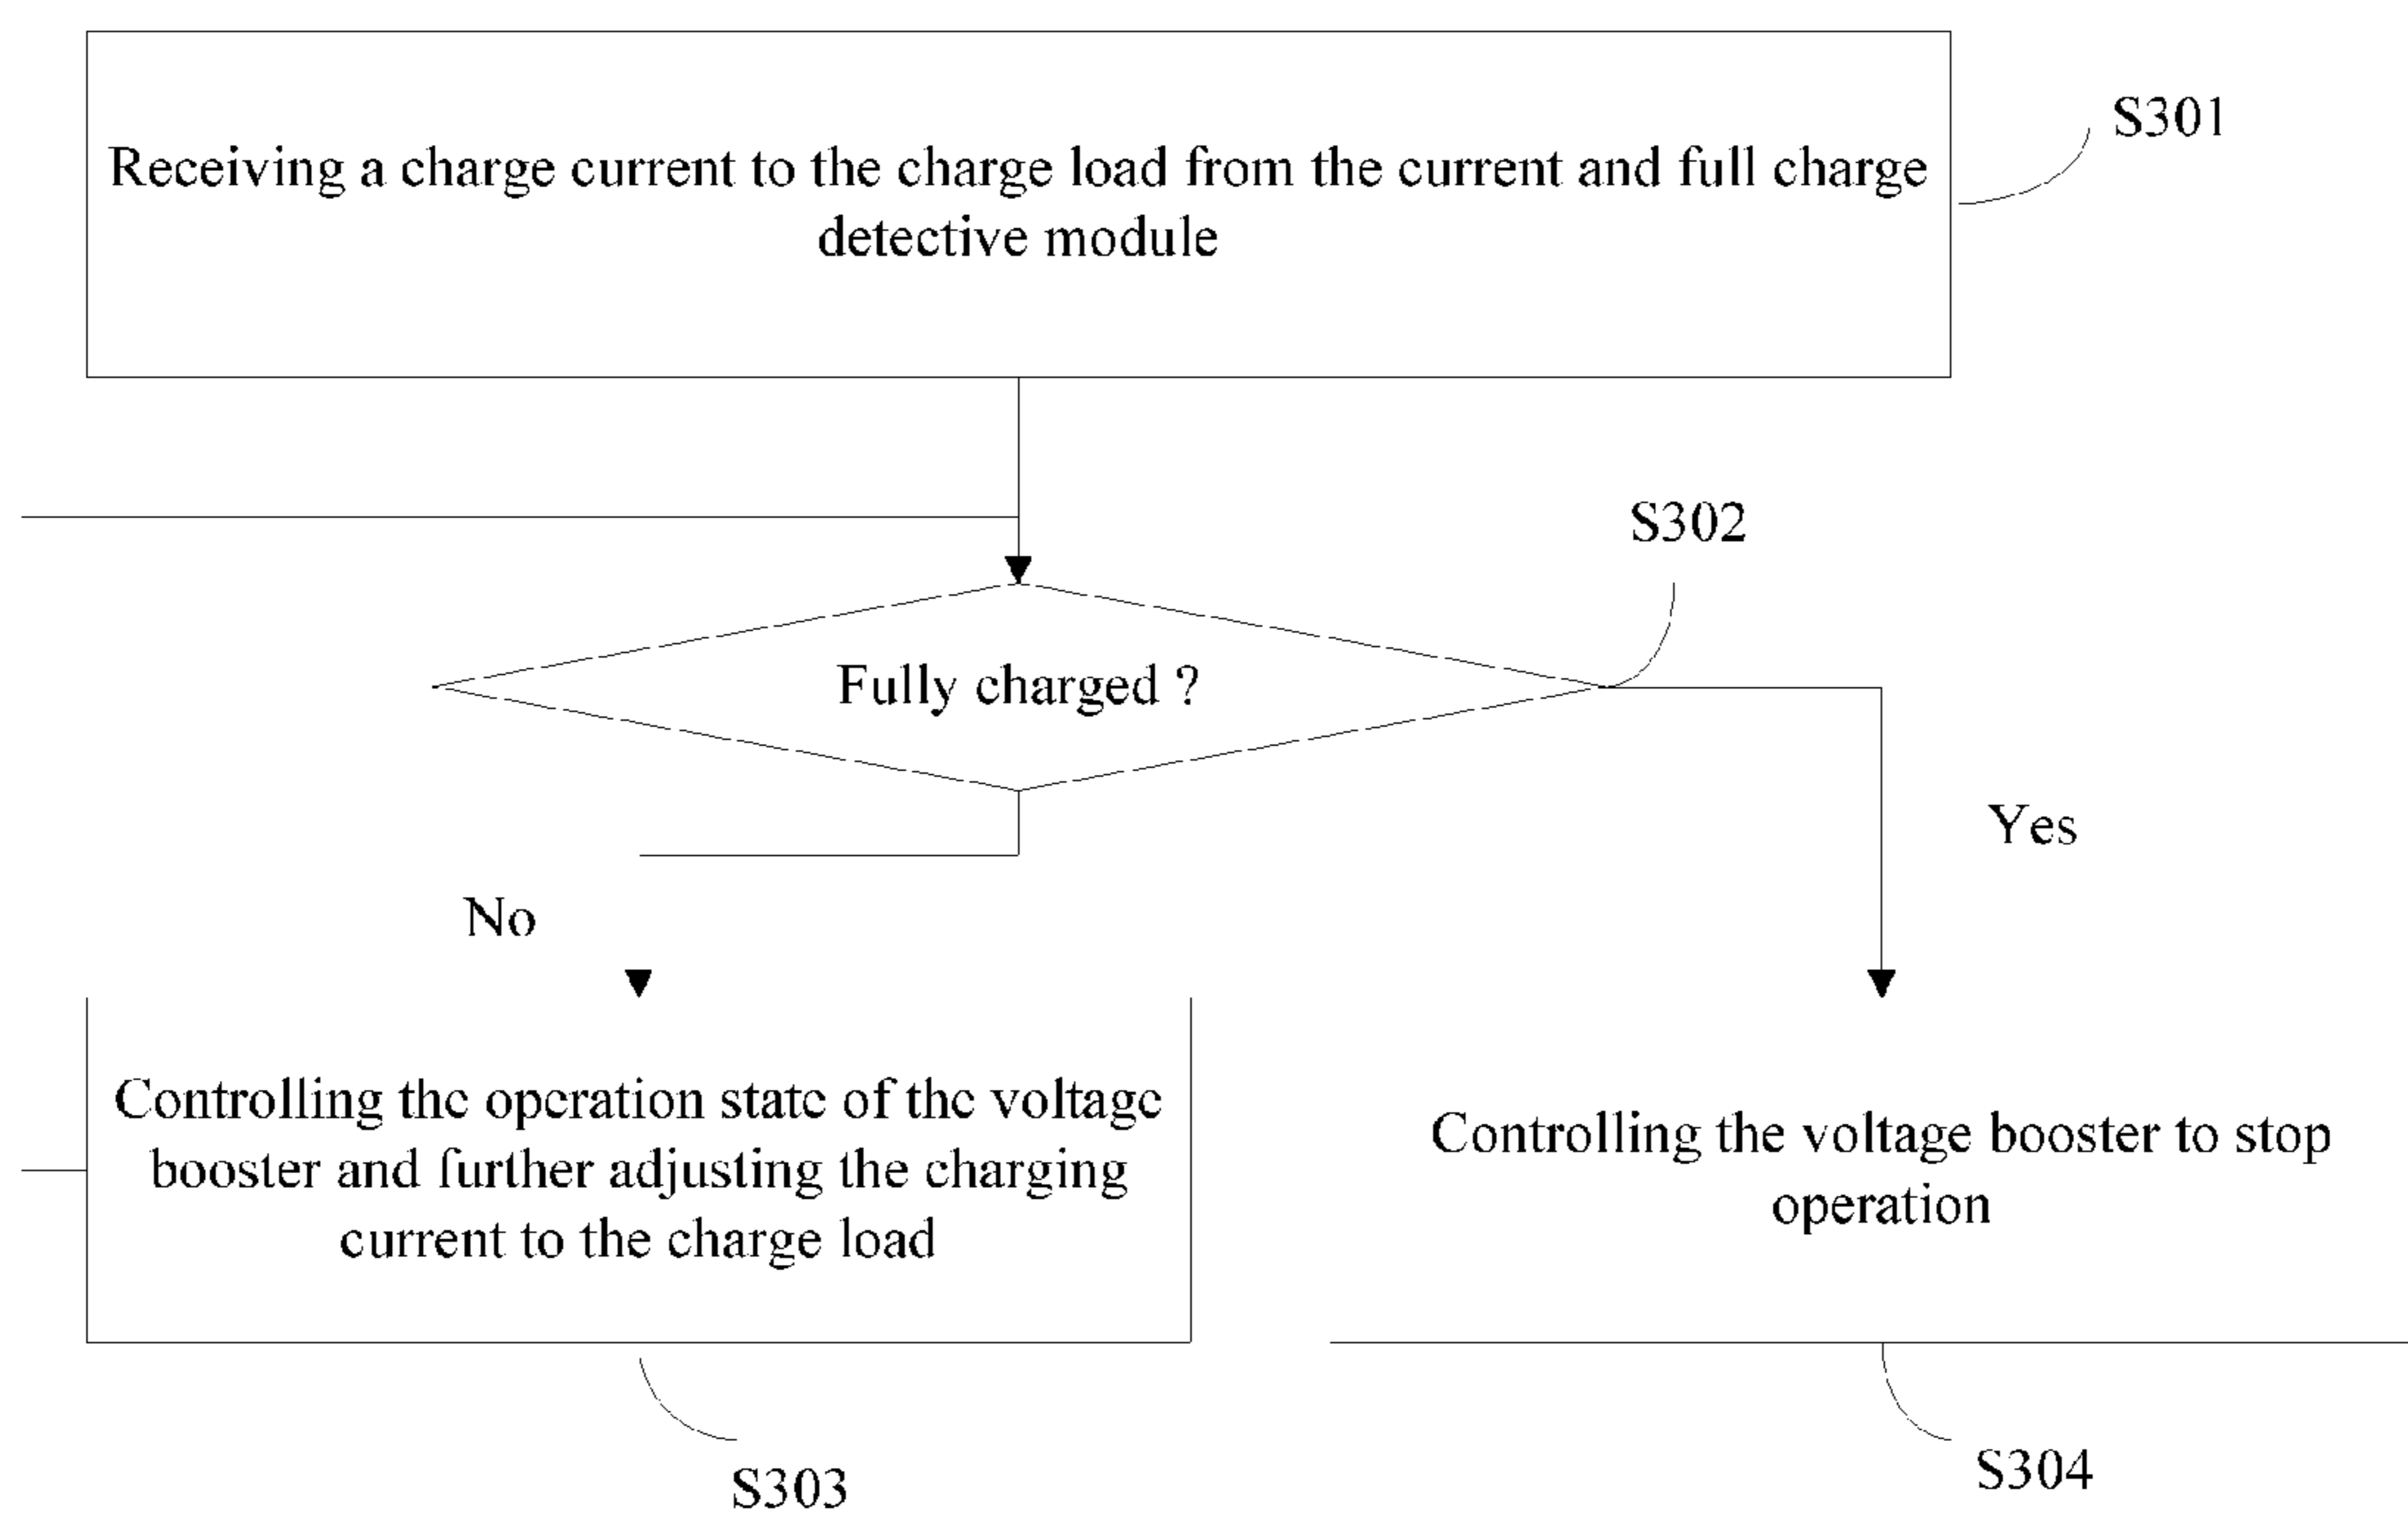 Receiving a charge current to the charge load from the current and full charge
detective module
S301
S302
Fully charged ?
Yes
No
Controlling the operation state of the voltage
booster and further adjusting the charging
current to the charge load
Controlling the voltage booster to stop
operation
S303
S304